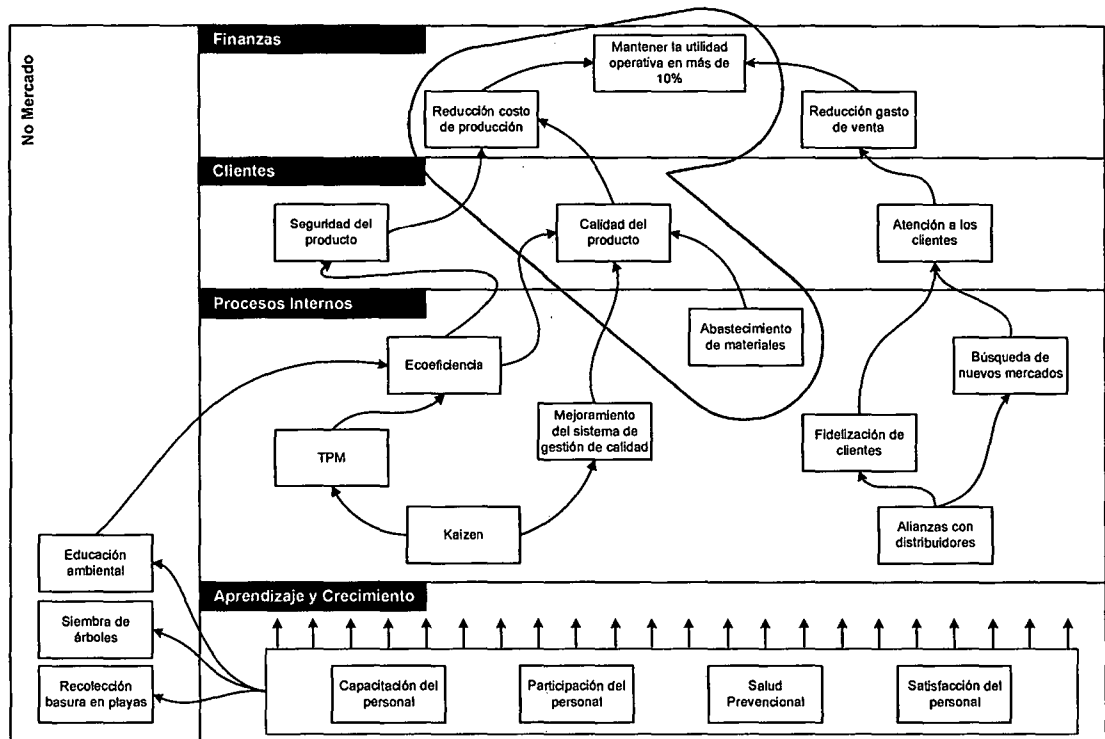 No Mercado
Finanzas
Mantener la utilidad
operativa en más de
10%
Reducción costo
de producción
Reducción gasto
de venta
Clientes
Seguridad del
producto
Calidad del
producto
Atención a los
clientes
Procesos Internos
Abastecimiento
de materiales
Ecoeficiencia
Búsqueda de
nuevos mercados
Mejoramiento
del sistema de
gestión de calidad
TPM
Fidelización de
clientes
Kaizen
Alianzas con
distribuidores
Educación
ambiental
Aprendizaje y Crecimiento
Siembra de
árboles
Recolección
basura en playas
Capacitación del
personal
Participación del
personal
Salud
Prevencional
Satisfacción del
personal